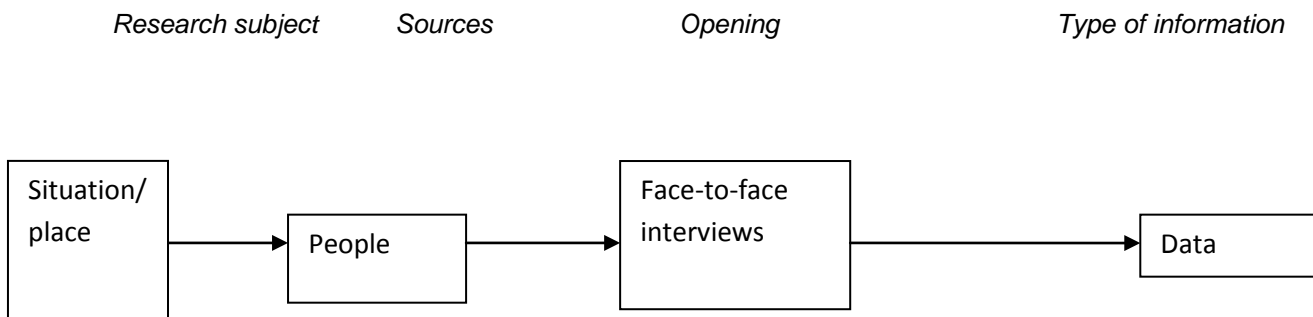 Research subject Sources Opening Type of information
Situation/
place
People
Face-to-face
interviews
Data